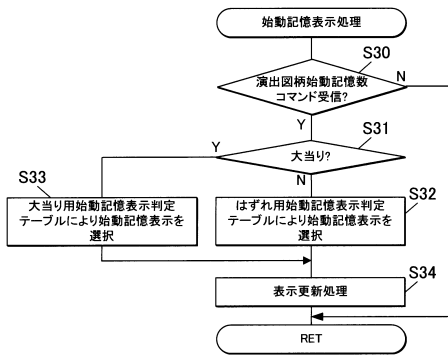 始動記憶表示処理
S30
演出図柄始動記憶数
コマンド受信?
N
Y
S31
大当り?
Y
N
S33
大当り用始動記憶表示判定
テーブルにより始動記憶表示を
選択
S32
はずれ用始動記憶表示判定
テーブルにより始動記憶表示を
選択
S34
表示更新処理
RET